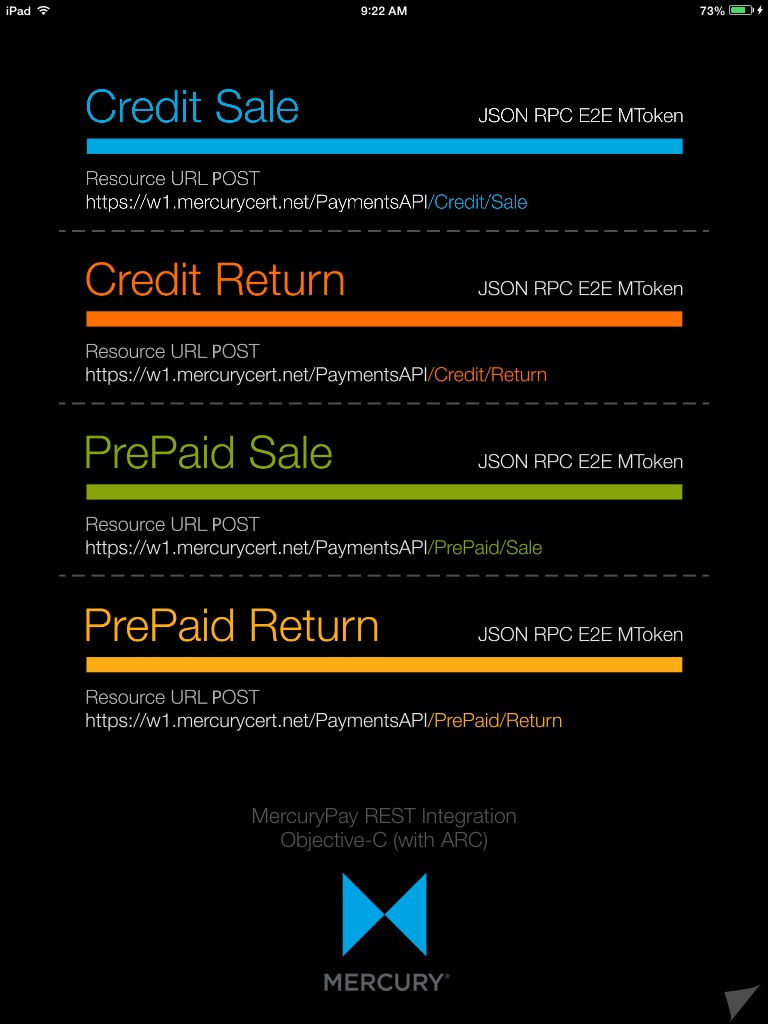 iPad 9:22 AM 73%
Credit Sale JSON RPC E2E MToken
Resource URL POST
https://w1.mercurycert.net/PaymentsAPI/Credit/Sale
Credit Return JSON RPC E2E MToken
Resource URL POST
https://w1.mercurycert.net/PaymentsAPI/Credit/Return
PrePaid Sale JSON RPC E2E MToken
Resource URL POST
https://w1.mercurycert.net/PaymentsAPI/PrePaid/Sale
PrePaid Return JSON RPC E2E MToken
Resource URL POST
https://w1.mercurycert.net/PaymentsAPI/PrePaid/Return
MercuryPay REST Integration
Objective-C (with ARC)
MERCURY®